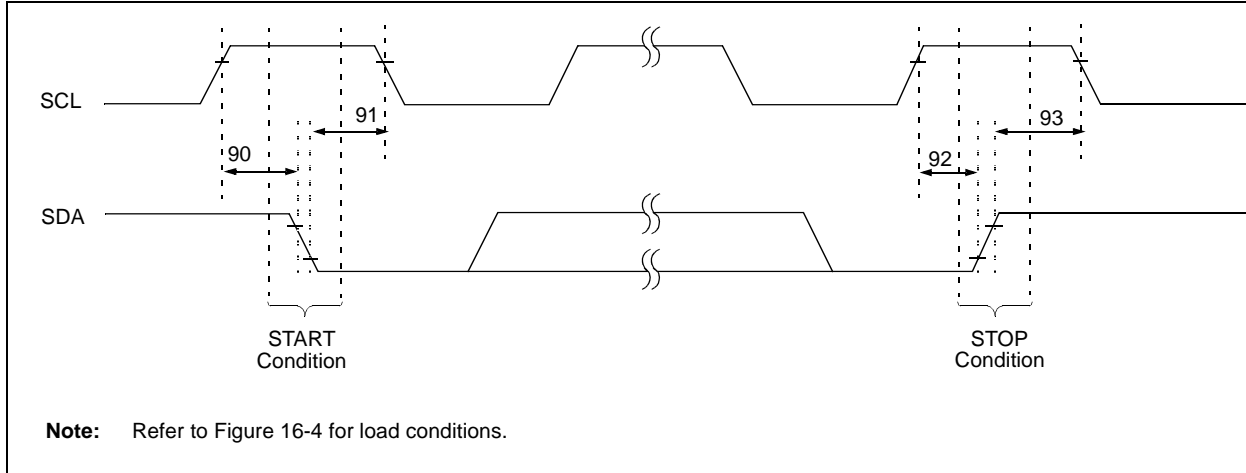 SCL
91
93
90
92
SDA
START
Condition
STOP
Condition
Note: Refer to Figure 16-4 for load conditions.